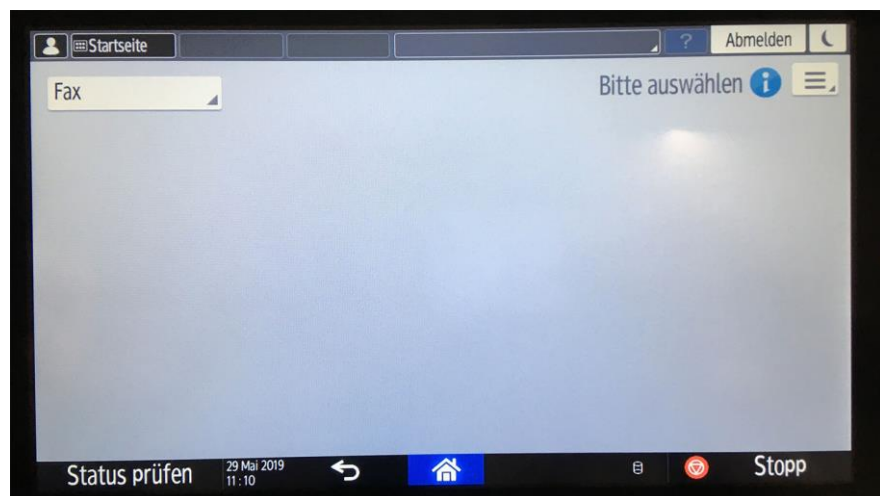 Startseite
? Abmelden
Fax
Bitte auswählen i
Status prüfen
29 Mai 2019
11:10
Stopp